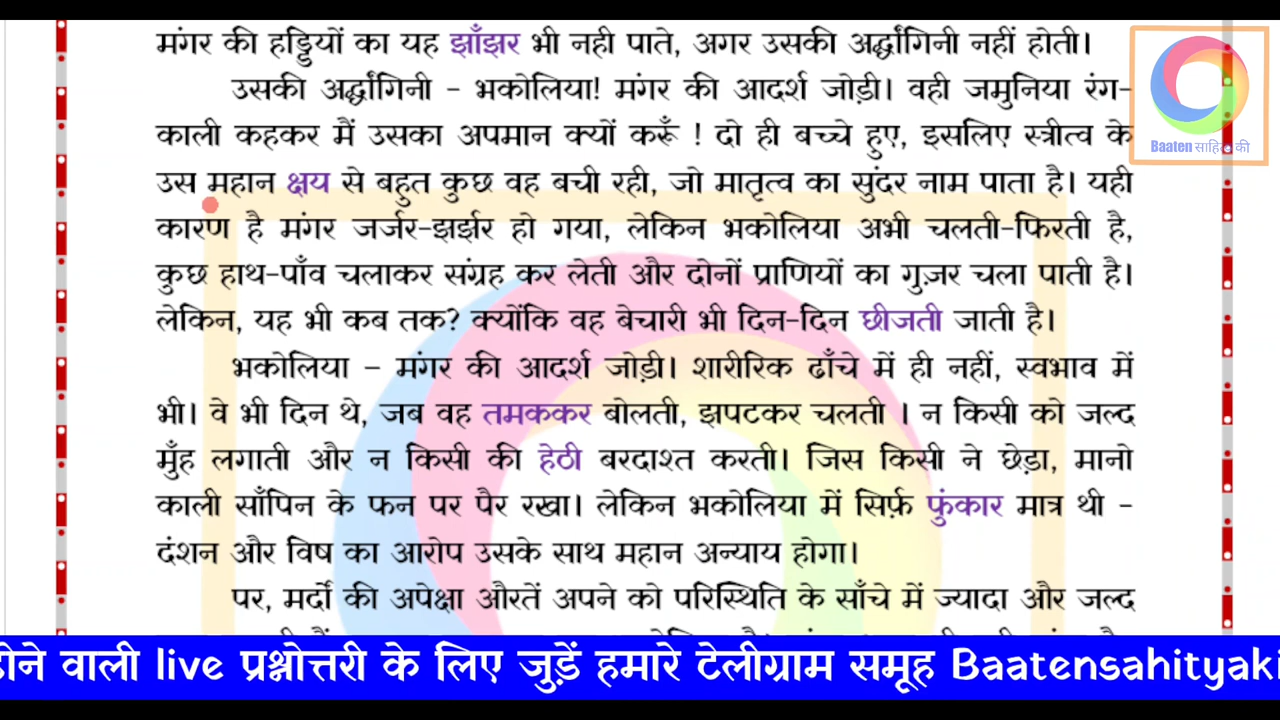 मंगर की हड्डियों का यह झाँझर भी नही पाते, अगर उसकी अर्द्धांगिनी नहीं होती।
उसकी अर्द्धांगिनी - भकोलिया! मंगर की आदर्श जोड़ी। वही जमुनिया रंग-
काली कहकर मैं उसका अपमान क्यों करूँ ! दो ही बच्चे हुए, इसलिए स्त्रीत्व के
उस महान क्षय से बहुत कुछ वह बची रही, जो मातृत्व का सुंदर नाम पाता है। यही
कारण है मंगर जर्जर-झर्झर हो गया, लेकिन भकोलिया अभी चलती-फिरती है,
कुछ हाथ-पाँव चलाकर संग्रह कर लेती और दोनों प्राणियों का गुज़र चला पाती है।
लेकिन, यह भी कब तक? क्योंकि वह बेचारी भी दिन-दिन छीजती जाती है।
भकोलिया – मंगर की आदर्श जोड़ी। शारीरिक ढाँचे में ही नहीं, स्वभाव में
भी। वे भी दिन थे, जब वह तमककर बोलती, झपटकर चलती । न किसी को जल्द
मुँह लगाती और न किसी की हेठी बरदाश्त करती। जिस किसी ने छेड़ा, मानो
काली साँपिन के फन पर पैर रखा। लेकिन भकोलिया में सिर्फ़ फुंकार मात्र थी -
दंशन और विष का आरोप उसके साथ महान अन्याय होगा।
पर, मर्दों की अपेक्षा औरतें अपने को परिस्थिति के साँचे में ज्यादा और जल्द
Baaten साहित्य की
वाली live प्रश्नोत्तरी के लिए जुड़ें हमारे टेलीग्राम समूह Baatensahityaki